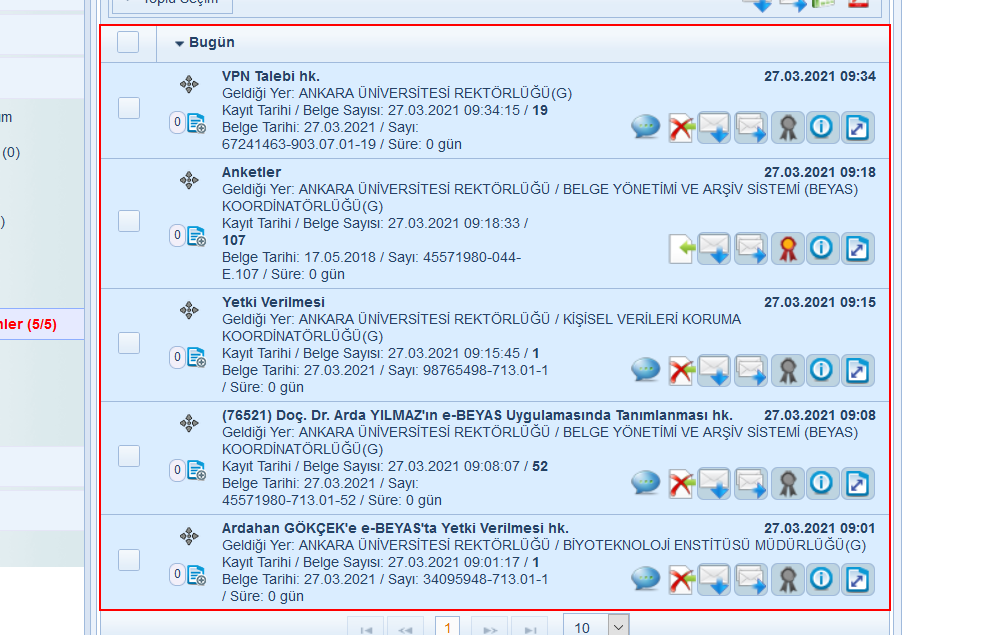 Toplu Seçim
Bugün
VPN Talebi hk. 27.03.2021 09:34
Geldiği Yer: ANKARA ÜNİVERSİTESİ REKTÖRLÜĞÜ(G)
Kayıt Tarihi / Belge Sayısı: 27.03.2021 09:34:15 / 19
0
Belge Tarihi: 27.03.2021 / Sayı:
67241463-903.07.01-19 / Süre: 0 gün
Anketler 27.03.2021 09:18
Geldiği Yer: ANKARA ÜNİVERSİTESİ REKTÖRLÜĞÜ / BELGE YÖNETİMİ VE ARŞİV SİSTEMİ (BEYAS)
KOORDİNATÖRLÜĞÜ(G)
Kayıt Tarihi / Belge Sayısı: 27.03.2021 09:18:33 /
0
107
Belge Tarihi: 17.05.2018 / Sayı: 45571980-044-
E.107 / Süre: 0 gün
Yetki Verilmesi 27.03.2021 09:15
Geldiği Yer: ANKARA ÜNİVERSİTESİ REKTÖRLÜĞÜ / KİŞİSEL VERİLERİ KORUMA
KOORDİNATÖRLÜĞÜ(G)
Kayıt Tarihi / Belge Sayısı: 27.03.2021 09:15:45 / 1
0
Belge Tarihi: 27.03.2021 / Sayı: 98765498-713.01-1
/ Süre: 0 gün
(76521) Doç. Dr. Arda YILMAZ'ın e-BEYAS Uygulamasında Tanımlanması hk. 27.03.2021 09:08
Geldiği Yer: ANKARA ÜNİVERSİTESİ REKTÖRLÜĞÜ / BELGE YÖNETİMİ VE ARŞİV SİSTEMİ (BEYAS)
KOORDİNATÖRLÜĞÜ(G)
Kayıt Tarihi / Belge Sayısı: 27.03.2021 09:08:07 / 52
0
Belge Tarihi: 27.03.2021 / Sayı:
45571980-713.01-52 / Süre: 0 gün
Ardahan GÖKÇEK'e e-BEYAS'ta Yetki Verilmesi hk. 27.03.2021 09:01
Geldiği Yer: ANKARA ÜNİVERSİTESİ REKTÖRLÜĞÜ / BİYOTEKNOLOJİ ENSTİTÜSÜ MÜDÜRLÜĞÜ(G)
Kayıt Tarihi / Belge Sayısı: 27.03.2021 09:01:17 / 1
0
Belge Tarihi: 27.03.2021 / Sayı: 34095948-713.01-1
/ Süre: 0 gün
1
10
(0)
)
nler (5/5)